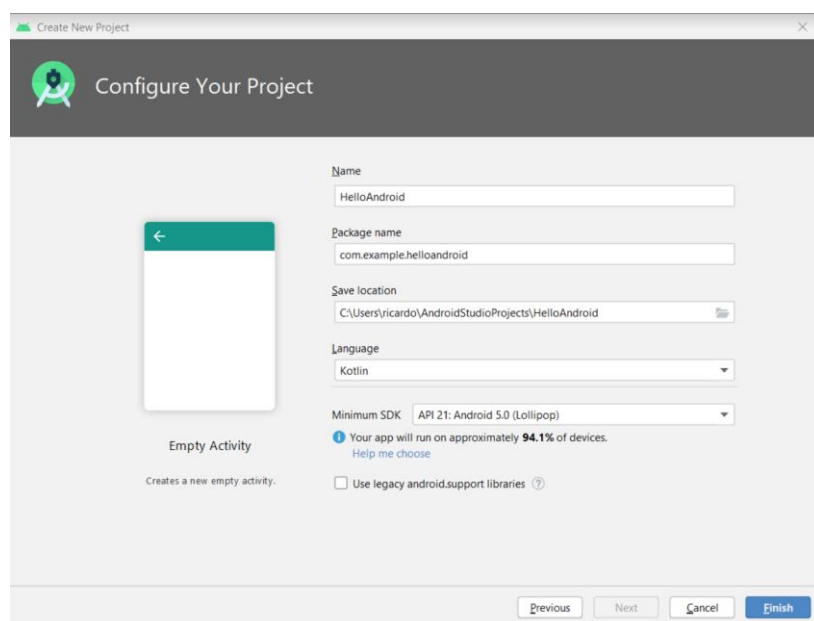 Create New Project
Configure Your Project
Name
HelloAndroid
Package name
com.example.helloandroid
Save location
C:\Users\ricardo\AndroidStudioProjects\HelloAndroid
Language
Kotlin
Minimum SDK API 21: Android 5.0 (Lollipop)
Your app will run on approximately 94.1% of devices.
Help me choose
Use legacy android.support libraries ?
Empty Activity
Creates a new empty activity.
Previous Next Cancel Finish